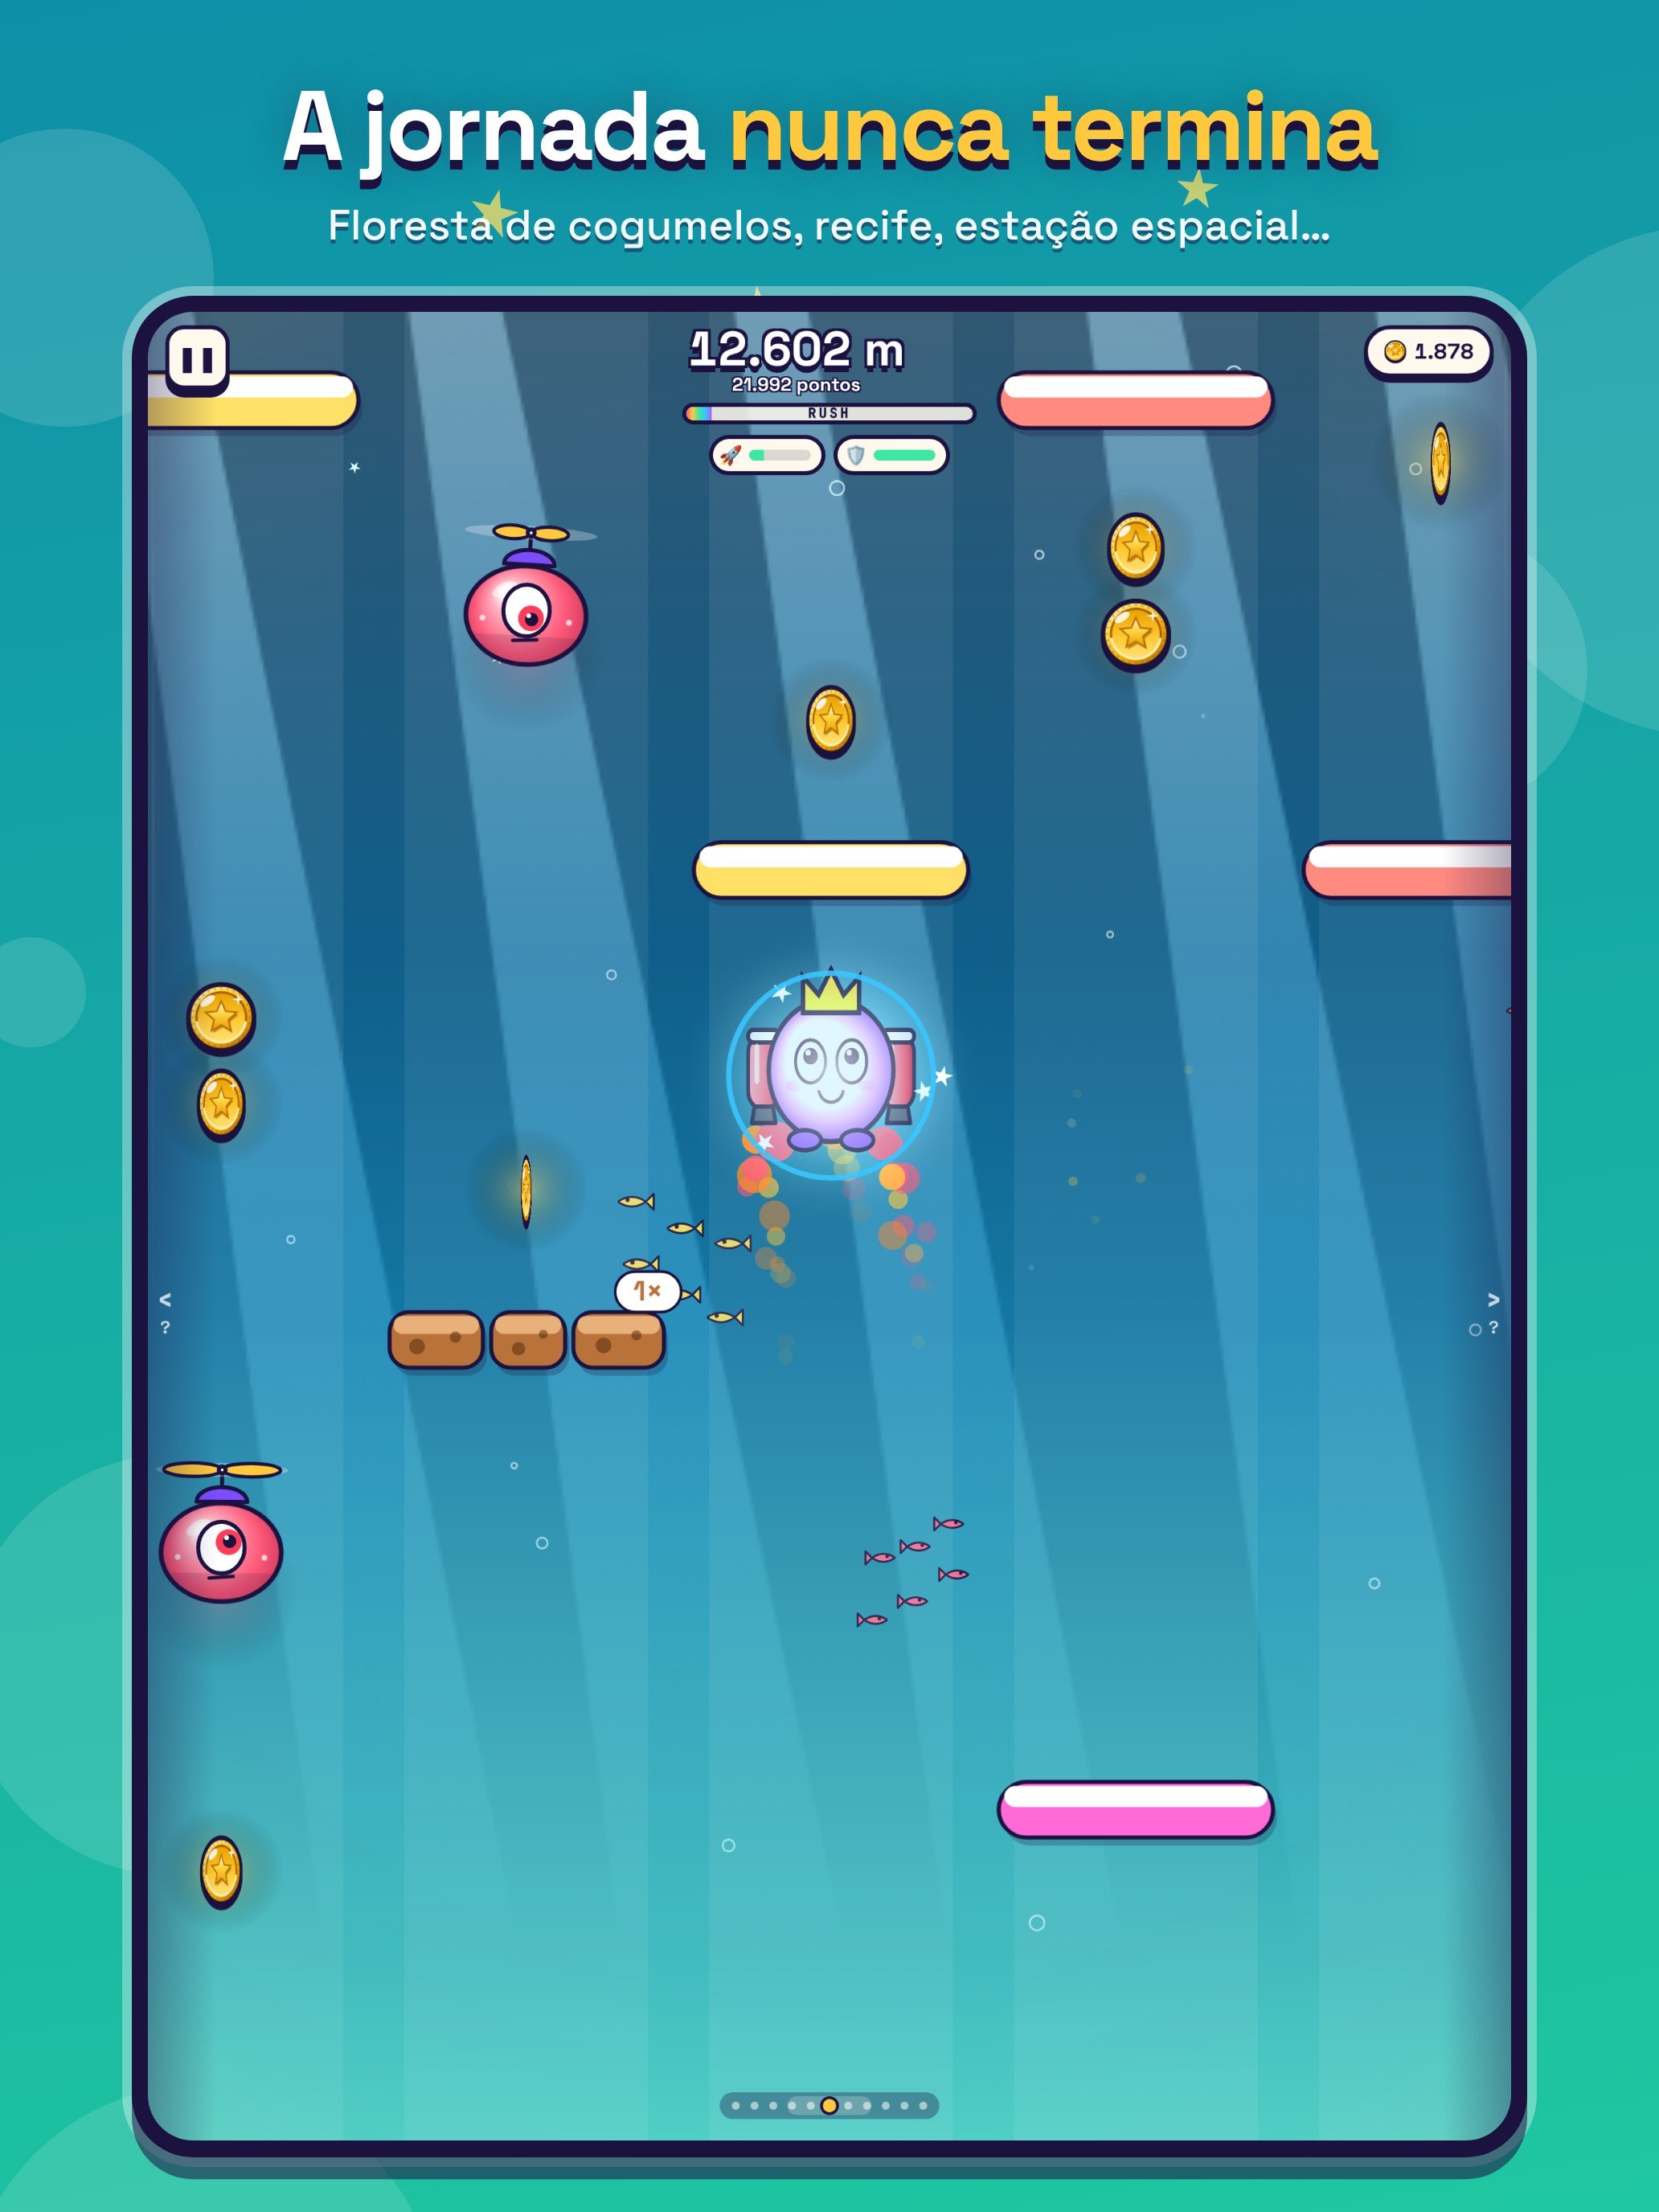 A jornada nunca termina
Floresta de cogumelos, recife, estação espacial...
12.602 m
1.878
21.992 pontos
RUSH
1×
< >
? ?